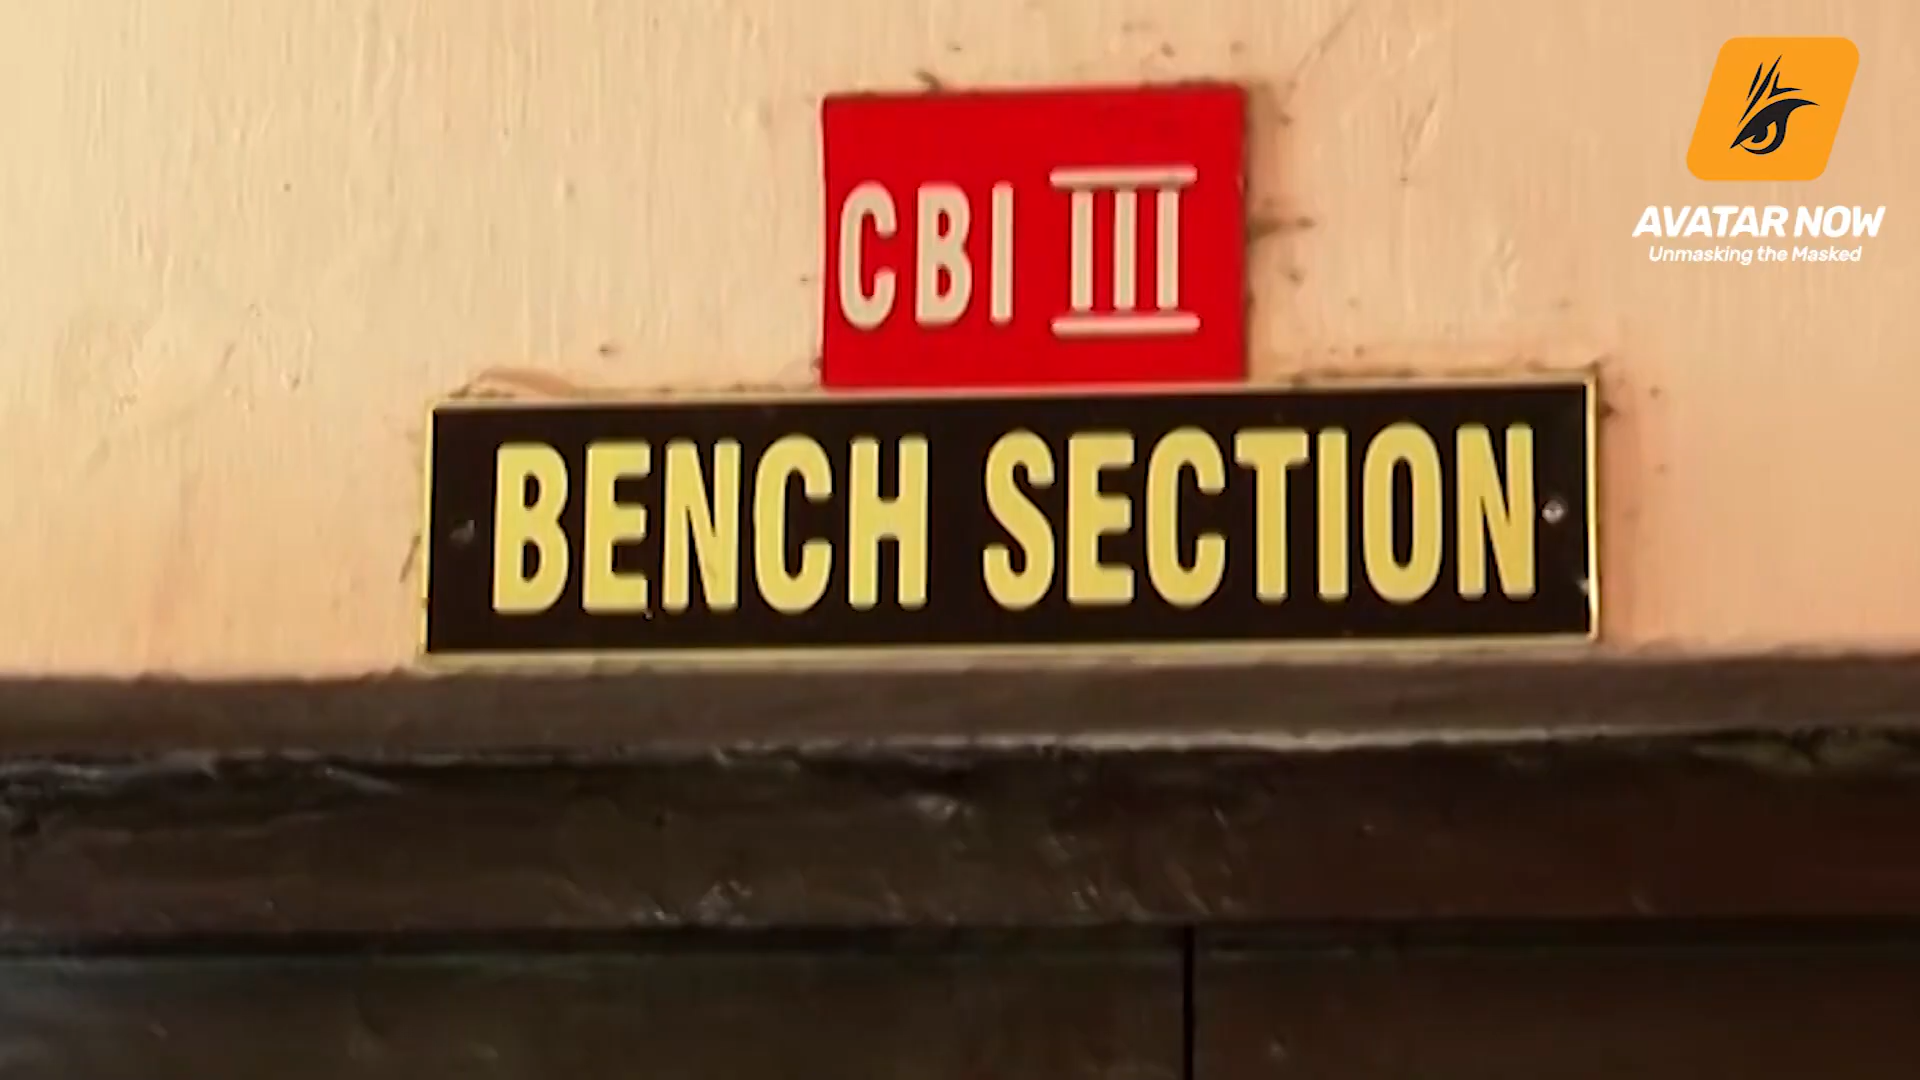 CBI III
BENCH SECTION
AVATAR NOW
Unmasking the Masked